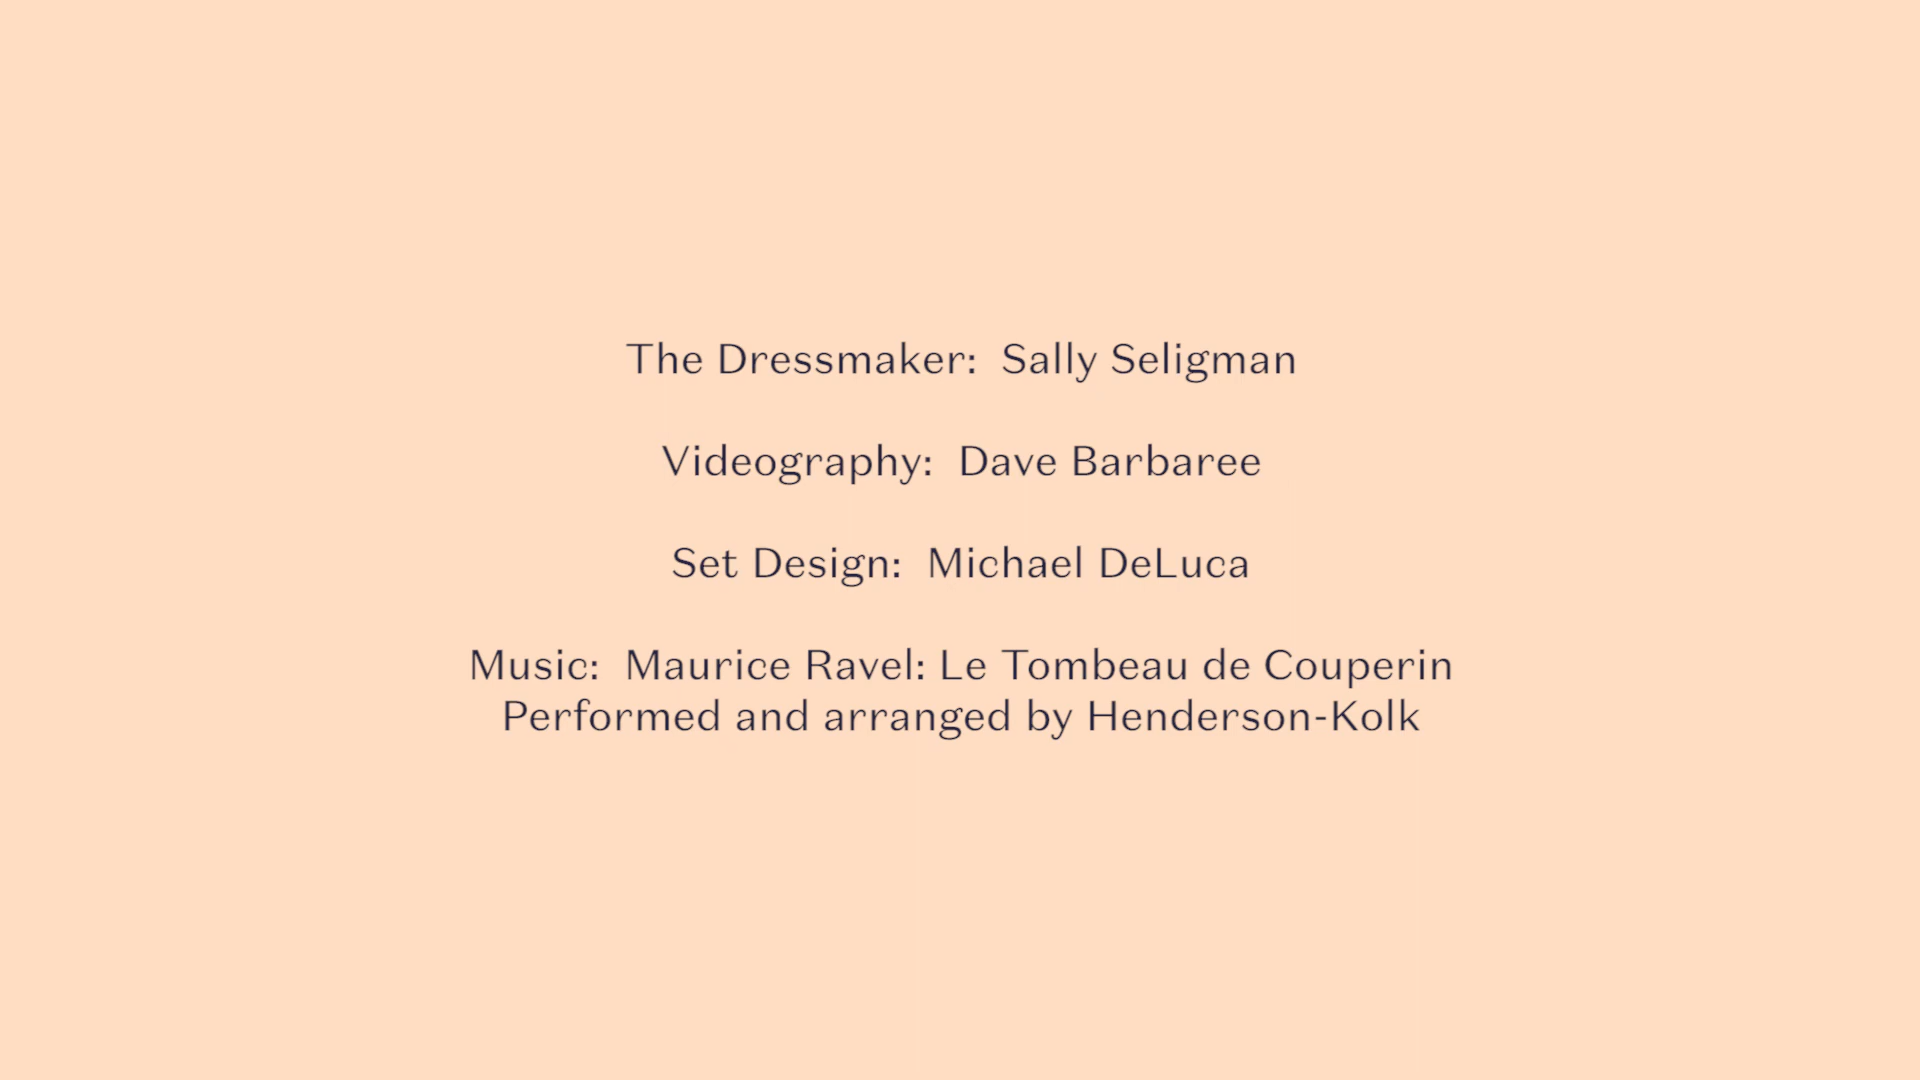 The Dressmaker:  Sally Seligman
Videography:  Dave Barbaree
Set Design:  Michael DeLuca
Music:  Maurice Ravel: Le Tombeau de Couperin
Performed and arranged by Henderson-Kolk